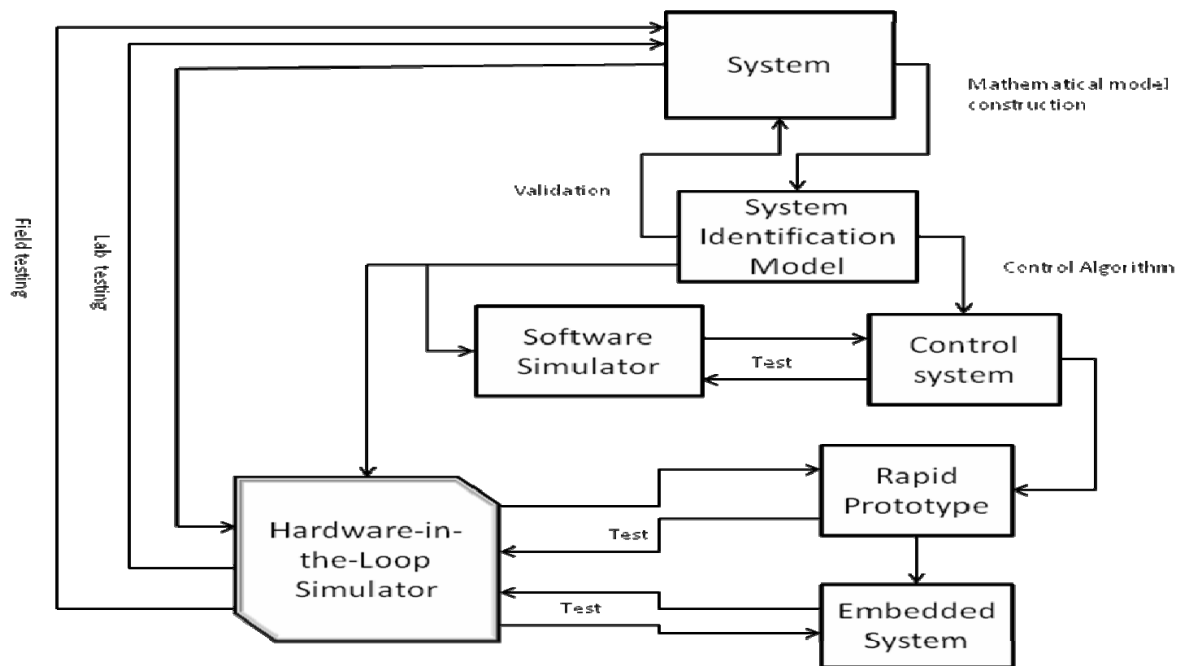 System
Mathematical model
construction
Validation
System
Identification
Model
Field testing
Lab testing
Control Algorithm
Software
Simulator
Test
Control
system
Rapid
Prototype
Hardware-in-
the-Loop
Simulator
Test
Test
Embedded
System